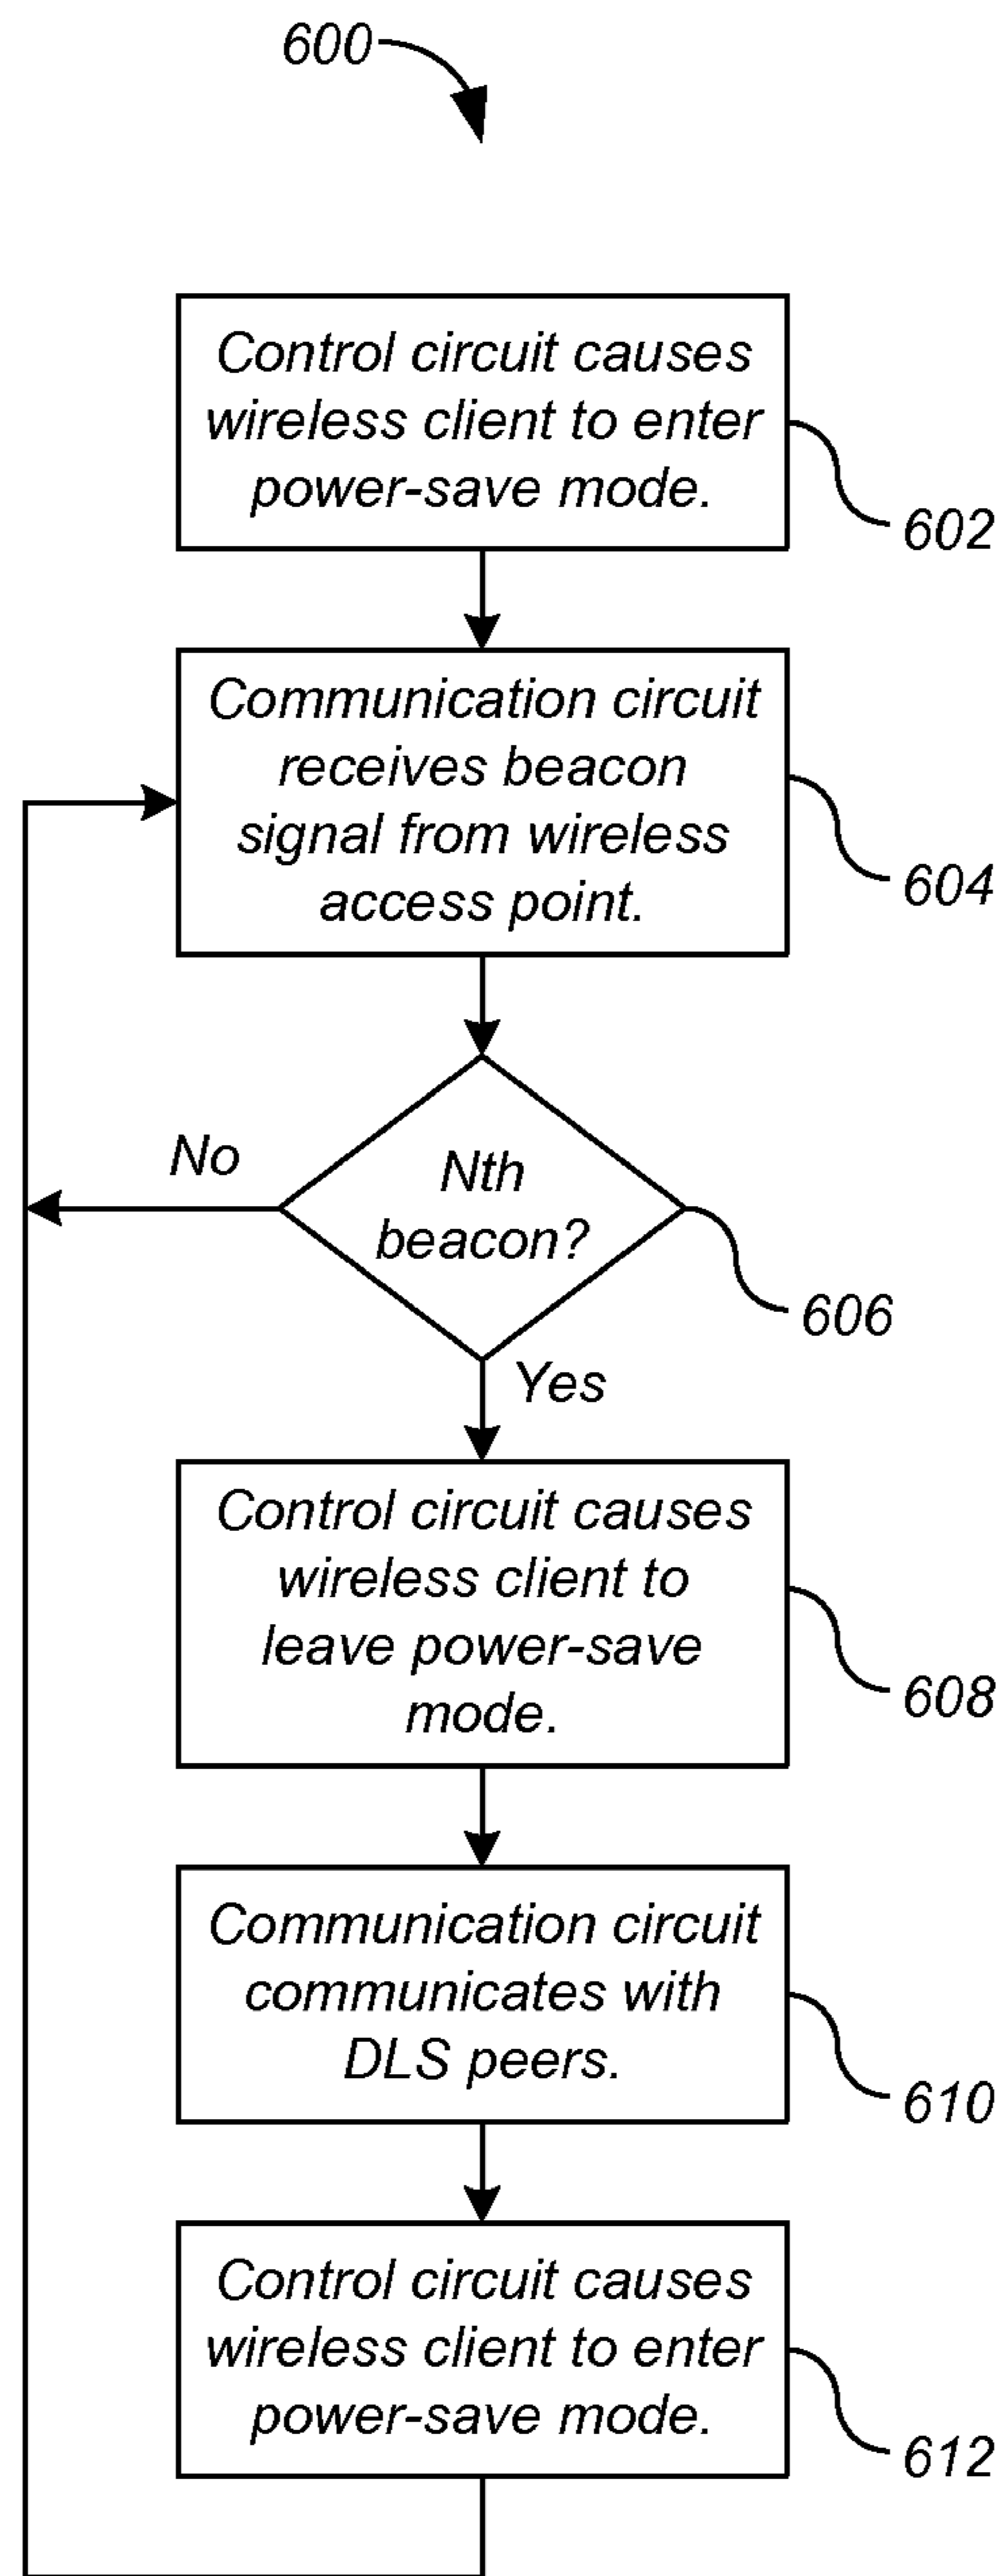 600
Control circuit causes
wireless client to enter
power-save mode.
602
Communication circuit
receives beacon
signal from wireless
access point.
604
No
Nth
beacon?
606
Yes
Control circuit causes
wireless client to
leave power-save
mode.
608
Communication circuit
communicates with
DLS peers.
610
Control circuit causes
wireless client to enter
power-save mode.
612